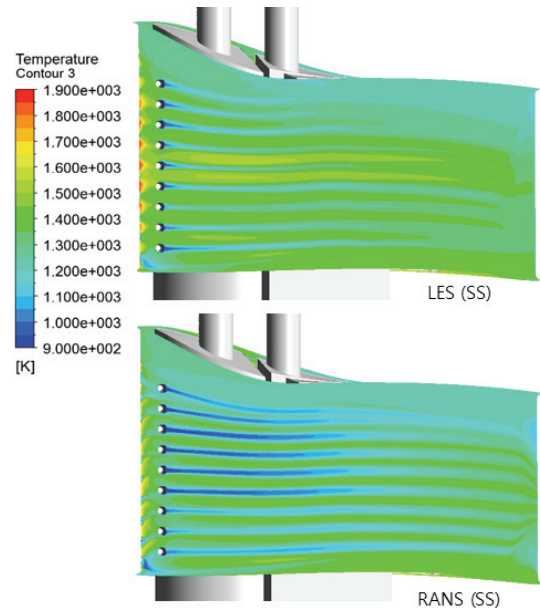 Temperature
Contour 3
1.900e+003
1.800e+003
1.700e+003
1.600e+003
1.500e+003
1.400e+003
1.300e+003
1.200e+003
1.100e+003
1.000e+003
9.000e+002
[K]
LES (SS)
RANS (SS)